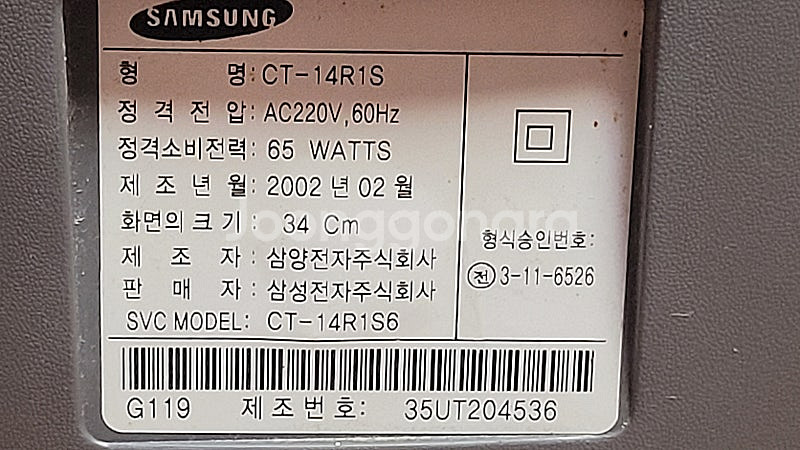 SAMSUNG
형 명: CT-14R1S
정 격 전 압: AC220V,60Hz
정격소비전력: 65 WATTS
제 조 년 월: 2002 년 02 월
화면의 크 기: 34 Cm
제 조 자: 삼양전자주식회사
판 매 자: 삼성전자주식회사
SVC MODEL: CT-14R1S6
형식승인번호:
전 3-11-6526
G119 제 조 번 호: 35UT204536
Joonggonara